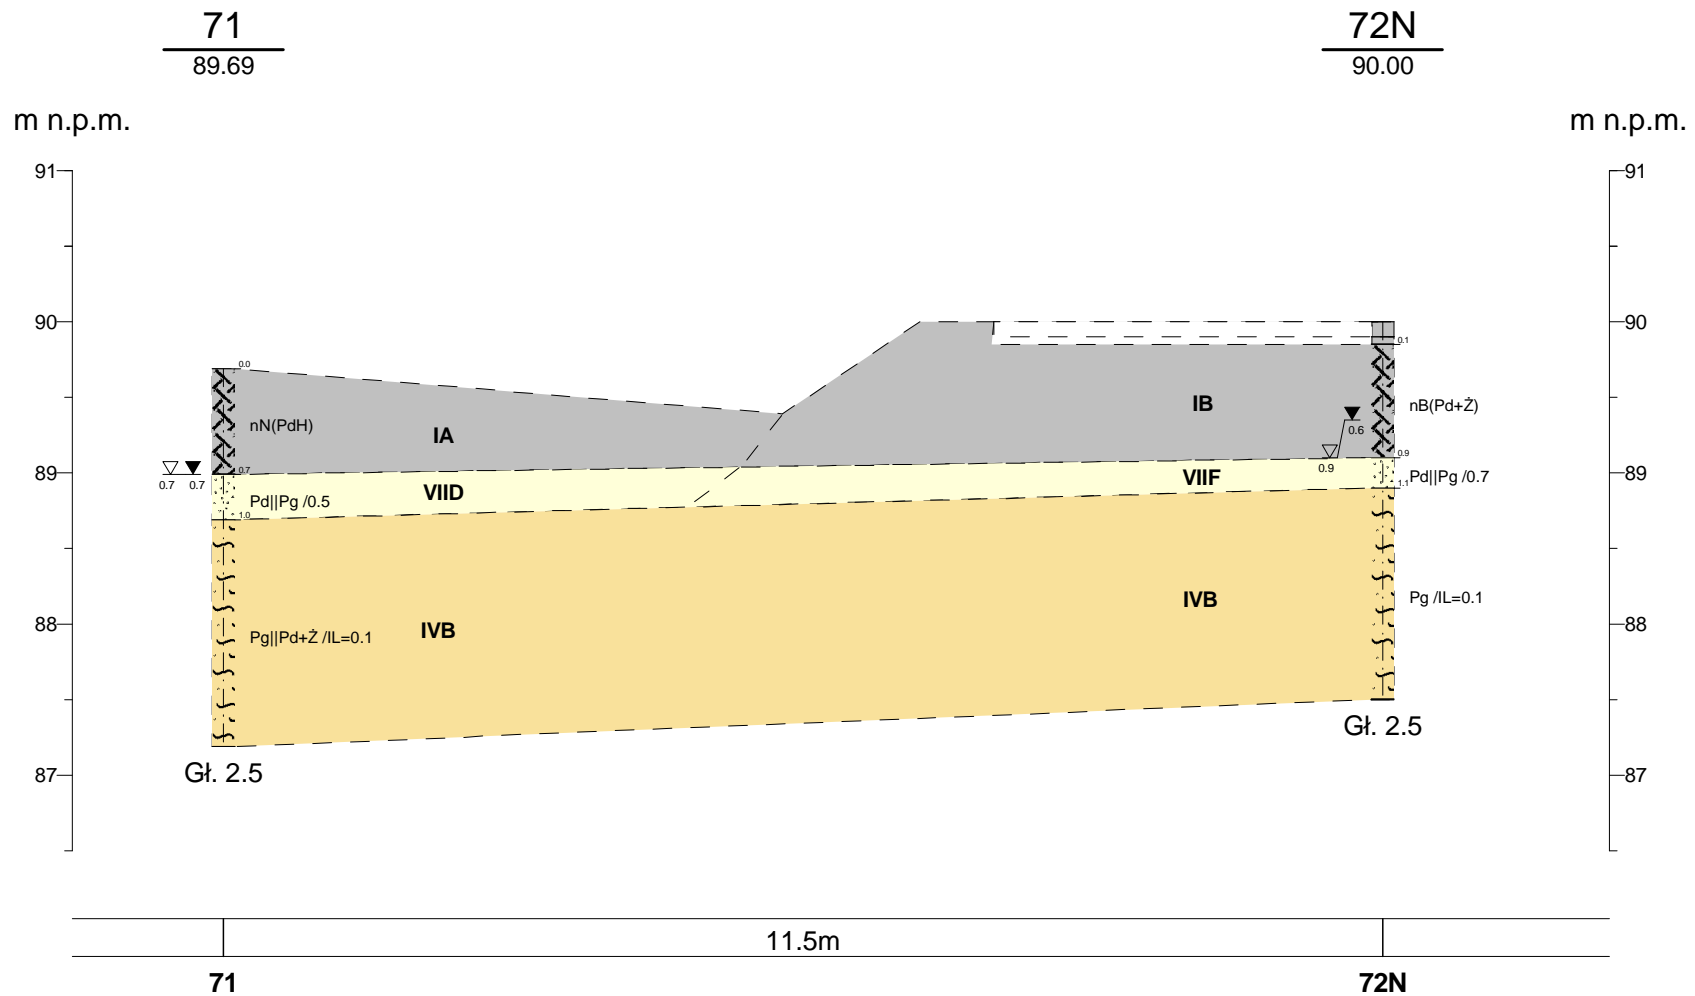 71
89.69
72N
90.00
m n.p.m.
m n.p.m.
91
91
90
90
0.1
0.0
nB(Pd+Ż)
IB
0.6
nN(PdH)
IA
0.9
0.9
89
89
0.7
0.7
0.7
Pd||Pg /0.5
VIID
VIIF
Pd||Pg /0.7
1.1
1.0
Pg||Pd+Ż /IL=0.1
IVB
IVB
Pg /IL=0.1
88
88
Gł. 2.5
Gł. 2.5
87
87
11.5m
71
72N